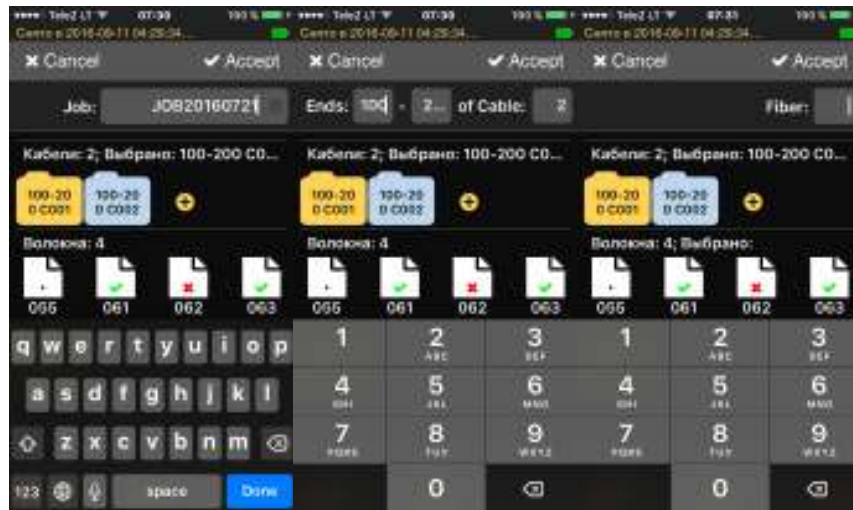 Tele2 LT 07:30 100 %
✖ Cancel ✔ Accept
Job: JOB20160721
Кабели: 2; Выбрано: 100-200 C0...
100-20
0 C001
100-20
0 C002
Волокна: 4
055 061 062 063
q w e r t y u i o p
a s d f g h j k l
z x c v b n m
123 space Done
Tele2 LT 07:30 100 %
✖ Cancel ✔ Accept
Ends: 100 - 2... of Cable: 2
Кабели: 2; Выбрано: 100-200 C0...
100-20
0 C001
100-20
0 C002
Волокна: 4
055 061 062 063
1 2 3
ABC DEF
4 5 6
GHI JKL MNO
7 8 9
PQRS TUV WXYZ
0
Tele2 LT 07:31 100 %
✖ Cancel ✔ Accept
Fiber:
Кабели: 2; Выбрано: 100-200 C0...
100-20
0 C001
100-20
0 C002
Волокна: 4; Выбрано:
055 061 062 063
1 2 3
ABC DEF
4 5 6
GHI JKL MNO
7 8 9
PQRS TUV WXYZ
0